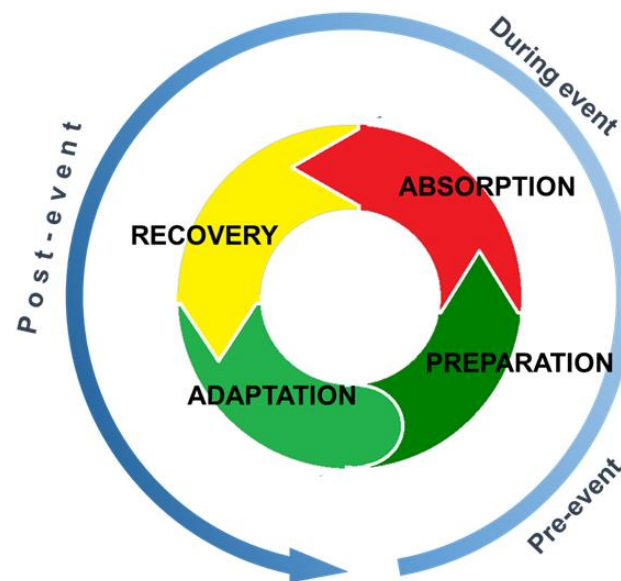 During event
Post-event
ABSORPTION
RECOVERY
PREPARATION
ADAPTATION
Pre-event